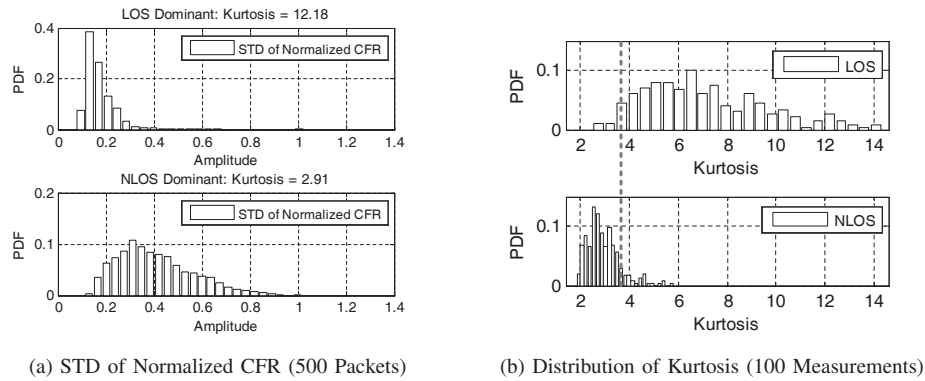 LOS Dominant: Kurtosis = 12.18
0.4
0.2
0
PDF
STD of Normalized CFR
0 0.2 0.4 0.6 0.8 1 1.2 1.4
Amplitude
NLOS Dominant: Kurtosis = 2.91
0.2
0.1
0
PDF
STD of Normalized CFR
0 0.2 0.4 0.6 0.8 1 1.2 1.4
Amplitude
(a) STD of Normalized CFR (500 Packets)
0.1
0
PDF
LOS
2 4 6 8 10 12 14
Kurtosis
0.1
0
PDF
NLOS
2 4 6 8 10 12 14
Kurtosis
(b) Distribution of Kurtosis (100 Measurements)